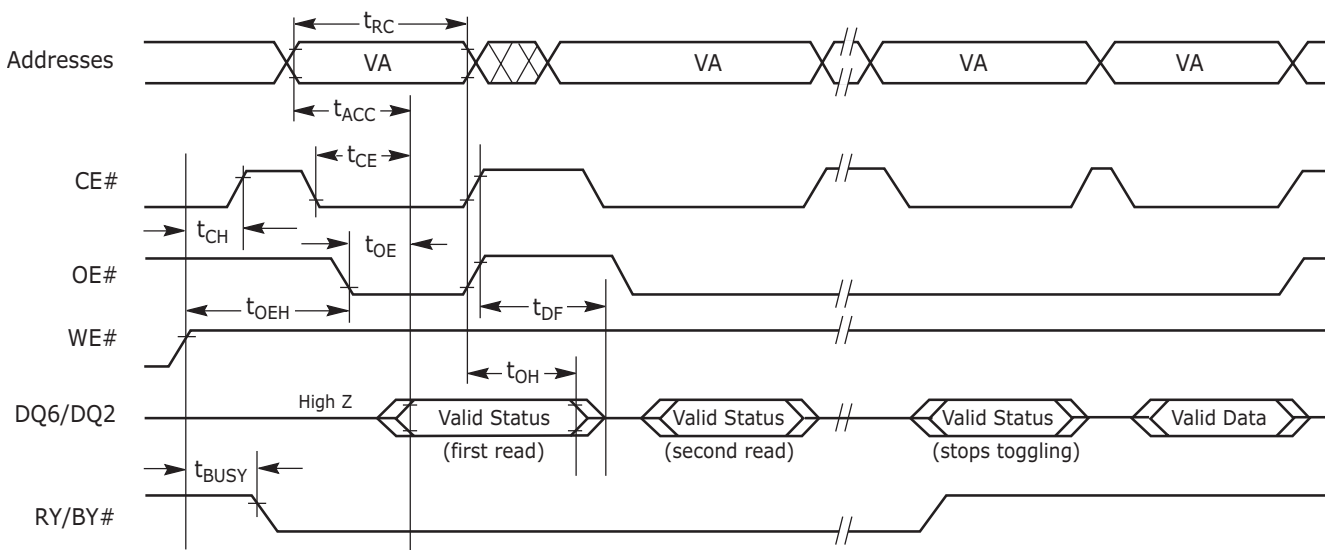 tRC
Addresses VA VA VA VA
tACC
tCE
CE#
tCH tOE
OE#
tOEH tDF
WE#
tOH
High Z
DQ6/DQ2 Valid Status Valid Status Valid Status Valid Data
(first read) (second read) (stops toggling)
tBUSY
RY/BY#